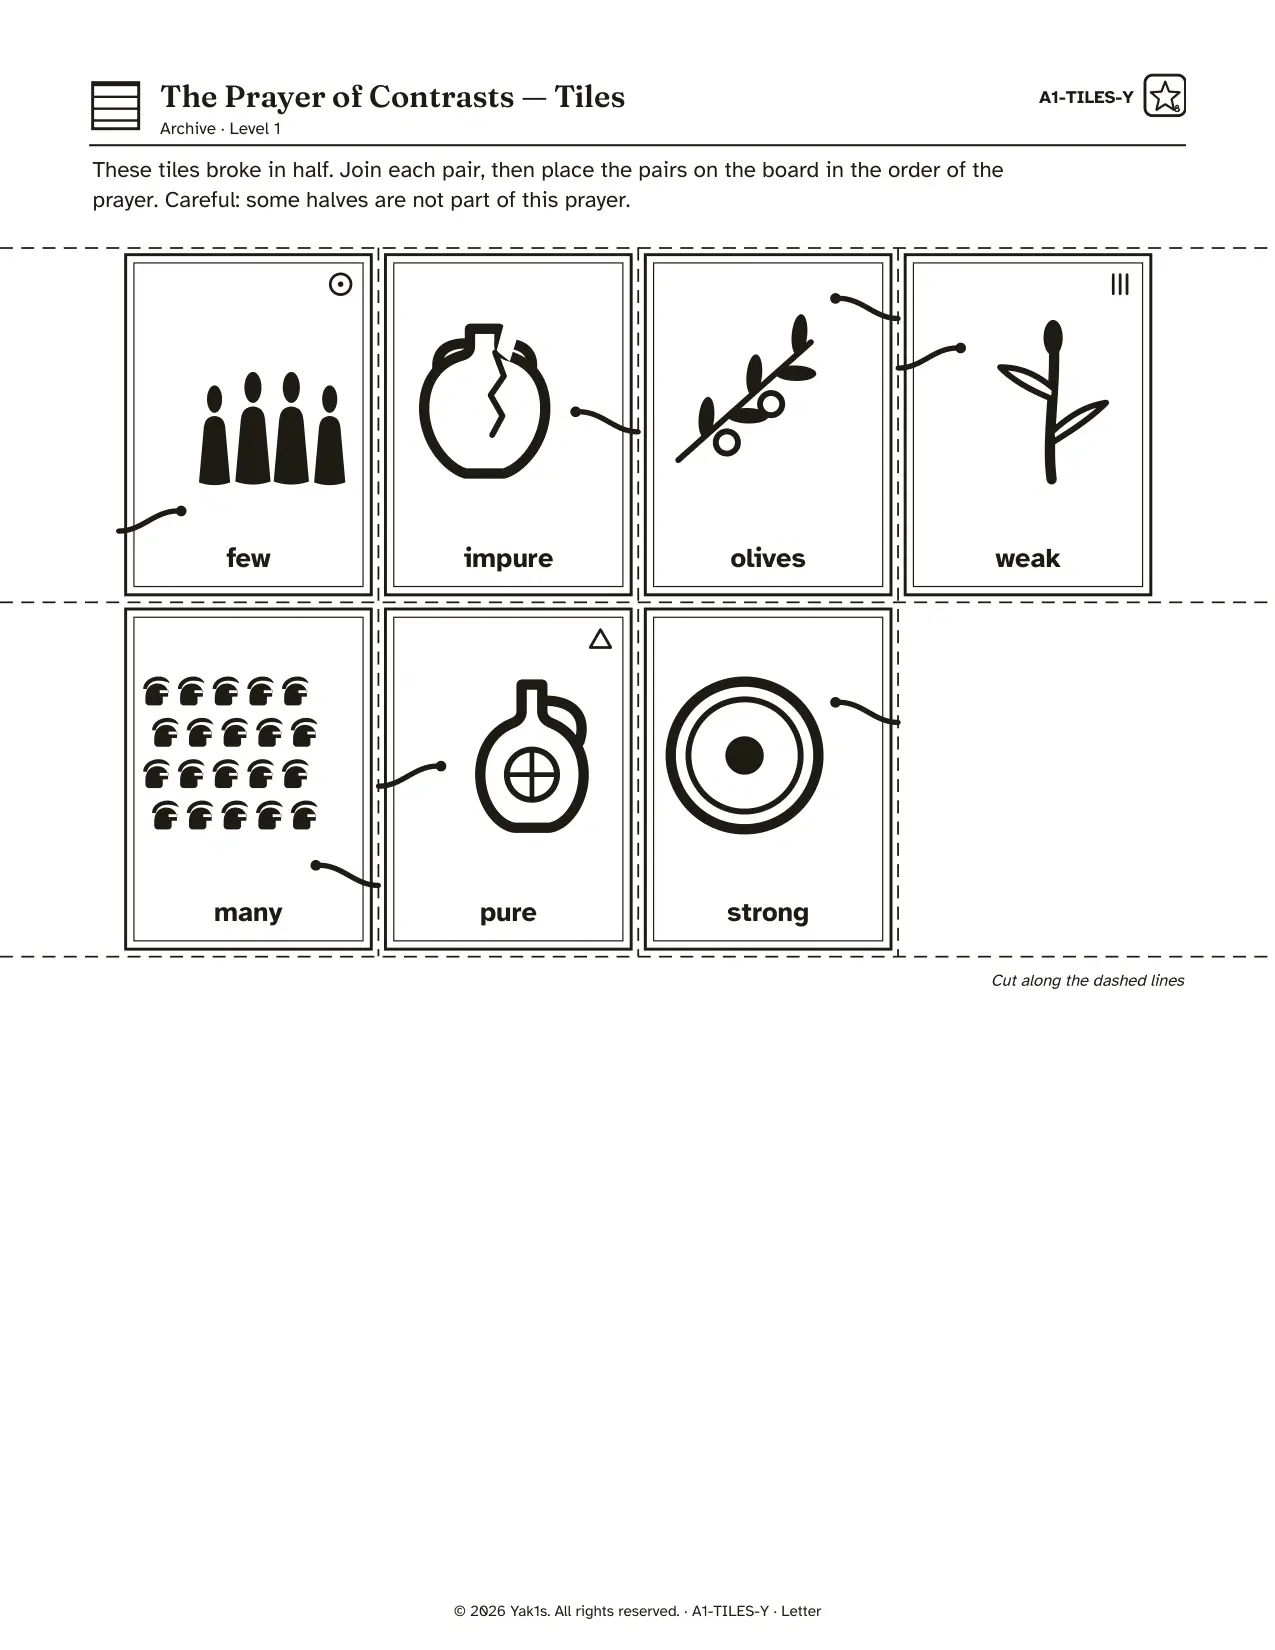 The Prayer of Contrasts — Tiles
Archive · Level 1
A1-TILES-Y
These tiles broke in half. Join each pair, then place the pairs on the board in the order of the
prayer. Careful: some halves are not part of this prayer.
few
impure
olives
weak
many
pure
strong
Cut along the dashed lines
© 2026 Yak1s. All rights reserved. · A1-TILES-Y · Letter